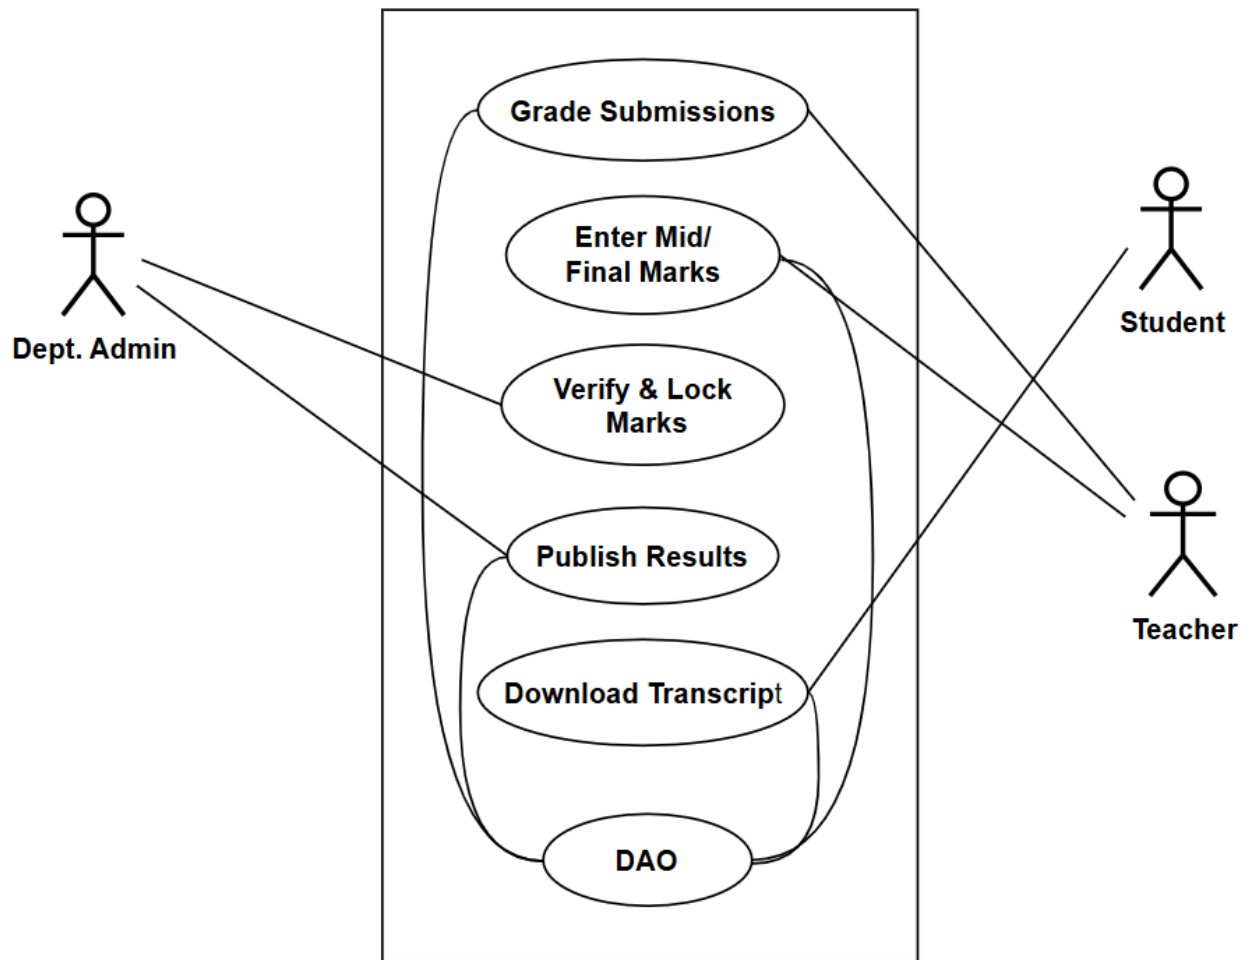 Grade Submissions
Enter Mid/
Final Marks
Dept. Admin
Student
Verify & Lock
Marks
Publish Results
Teacher
Download Transcript
DAO